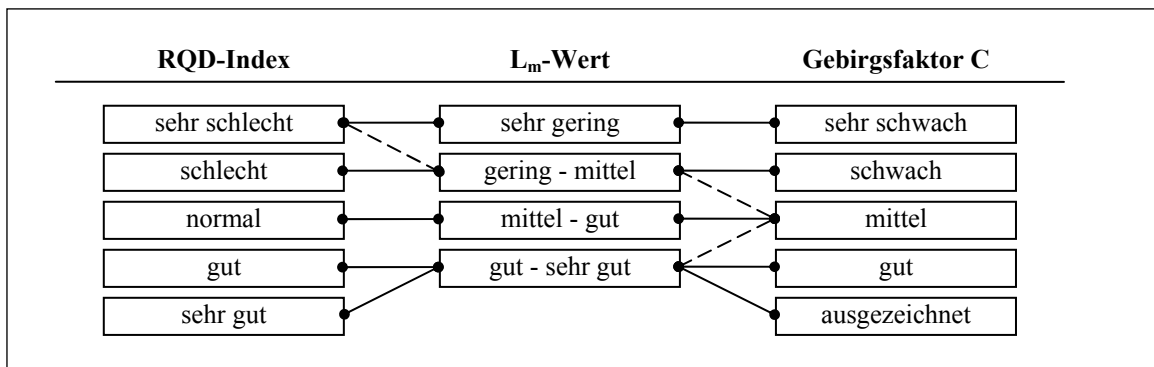 RQD-Index Lm-Wert Gebirgsfaktor C
sehr schlecht sehr gering sehr schwach
schlecht gering - mittel schwach
normal mittel - gut mittel
gut gut - sehr gut gut
sehr gut ausgezeichnet